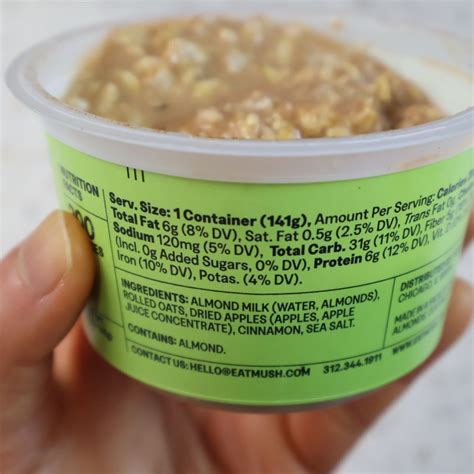 NUTRITION
FACTS
Serv. Size: 1 Container (141g), Amount Per Serving:
Total Fat 6g (8% DV), Sat. Fat 0.5g (2.5% DV), Trans Fat 0g
Sodium 120mg (5% DV), Total Carb. 31g (11% DV), Fiber
(Incl. 0g Added Sugars, 0% DV), Protein 6g (12% DV), Vit.
Iron (10% DV), Potas. (4% DV).
INGREDIENTS: ALMOND MILK (WATER, ALMONDS),
ROLLED OATS, DRIED APPLES (APPLES, APPLE
JUICE CONCENTRATE), CINNAMON, SEA SALT.
CONTAINS: ALMOND.
CONTACT US: HELLO@EATMUSH.COM 312.344.1911
CHICAGO,